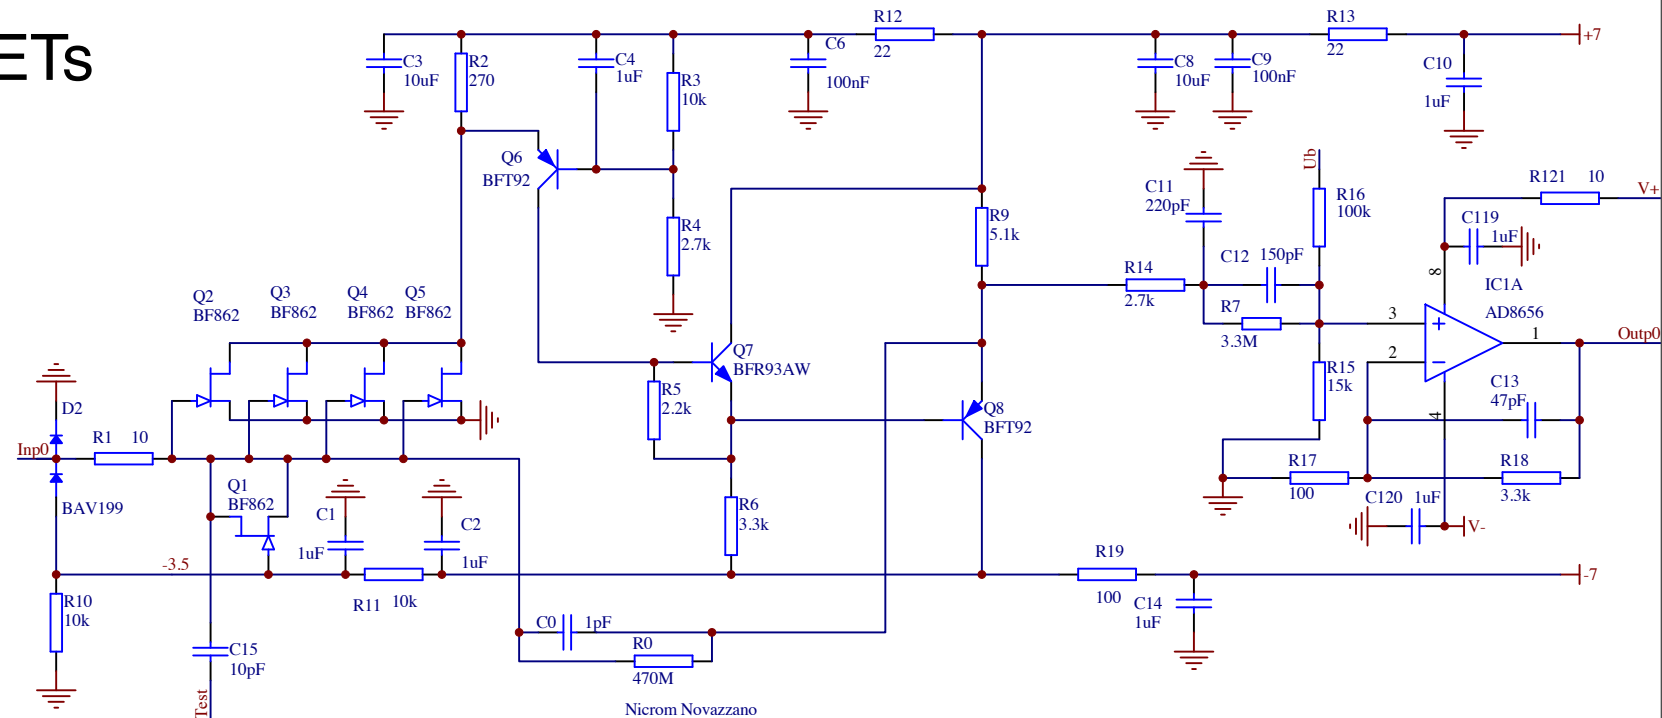 ETs
R12
22
R13
22
+7
C3
10uF
R2
270
C4
1uF
R3
10k
C6
100nF
C8
10uF
C9
100nF
C10
1uF
Q6
BFT92
R4
2.7k
R9
5.1k
C11
220pF
Ub
R16
100k
R121 10
V+
C119
1uF
R14
2.7k
C12 150pF
8
IC1A
AD8656
R7
3.3M
3
2
1
Outp0
4
Q2
BF862
Q3
BF862
Q4
BF862
Q5
BF862
Q7
BFR93AW
R5
2.2k
Q8
BFT92
R15
15k
C13
47pF
D2
Inp0
R1 10
BAV199
Q1
BF862
C1
1uF
C2
1uF
R6
3.3k
R17
100
R18
3.3k
C120 1uF
V-
-3.5
R11 10k
R10
10k
R19
100
-7
C14
1uF
C0 1pF
R0
470M
C15
10pF
Test
Nicrom Novazzano